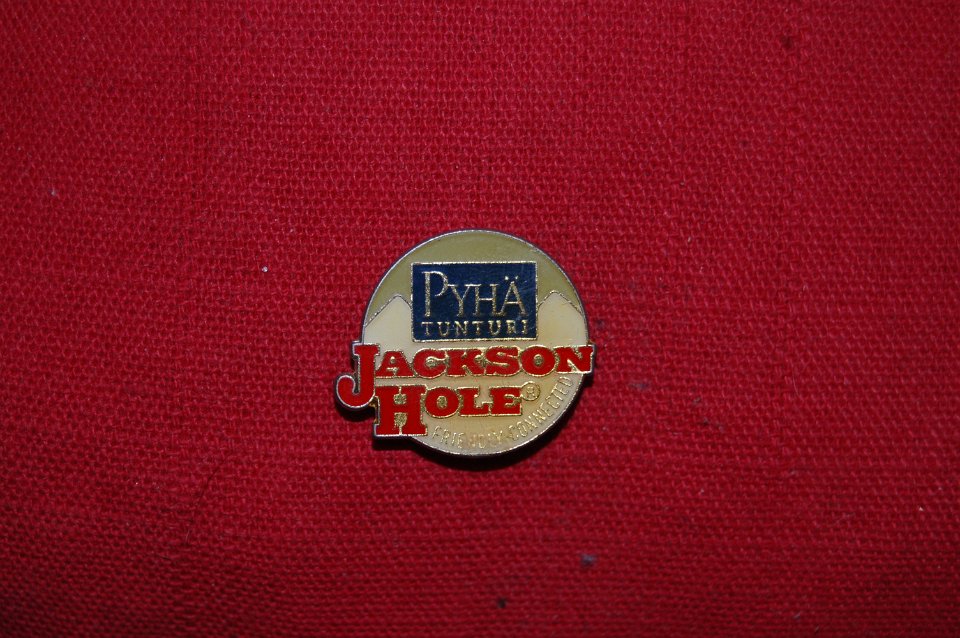 PYHÄ
TUNTURI
JACKSON
HOLE®
FRIENDLY CONNECTED